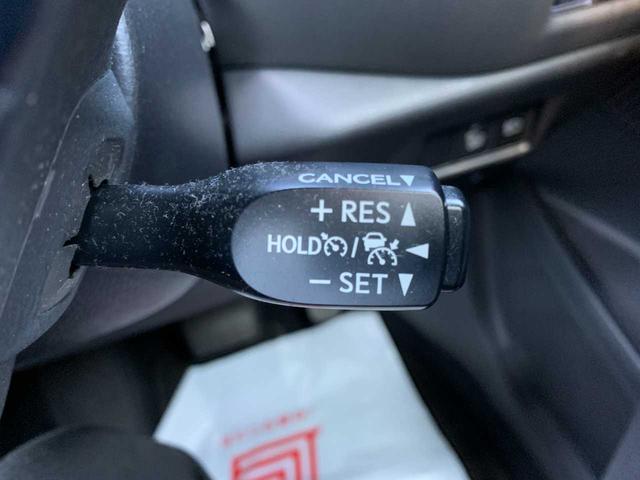 CANCEL▼
+ RES ▲
HOLD / ◀
− SET ▼